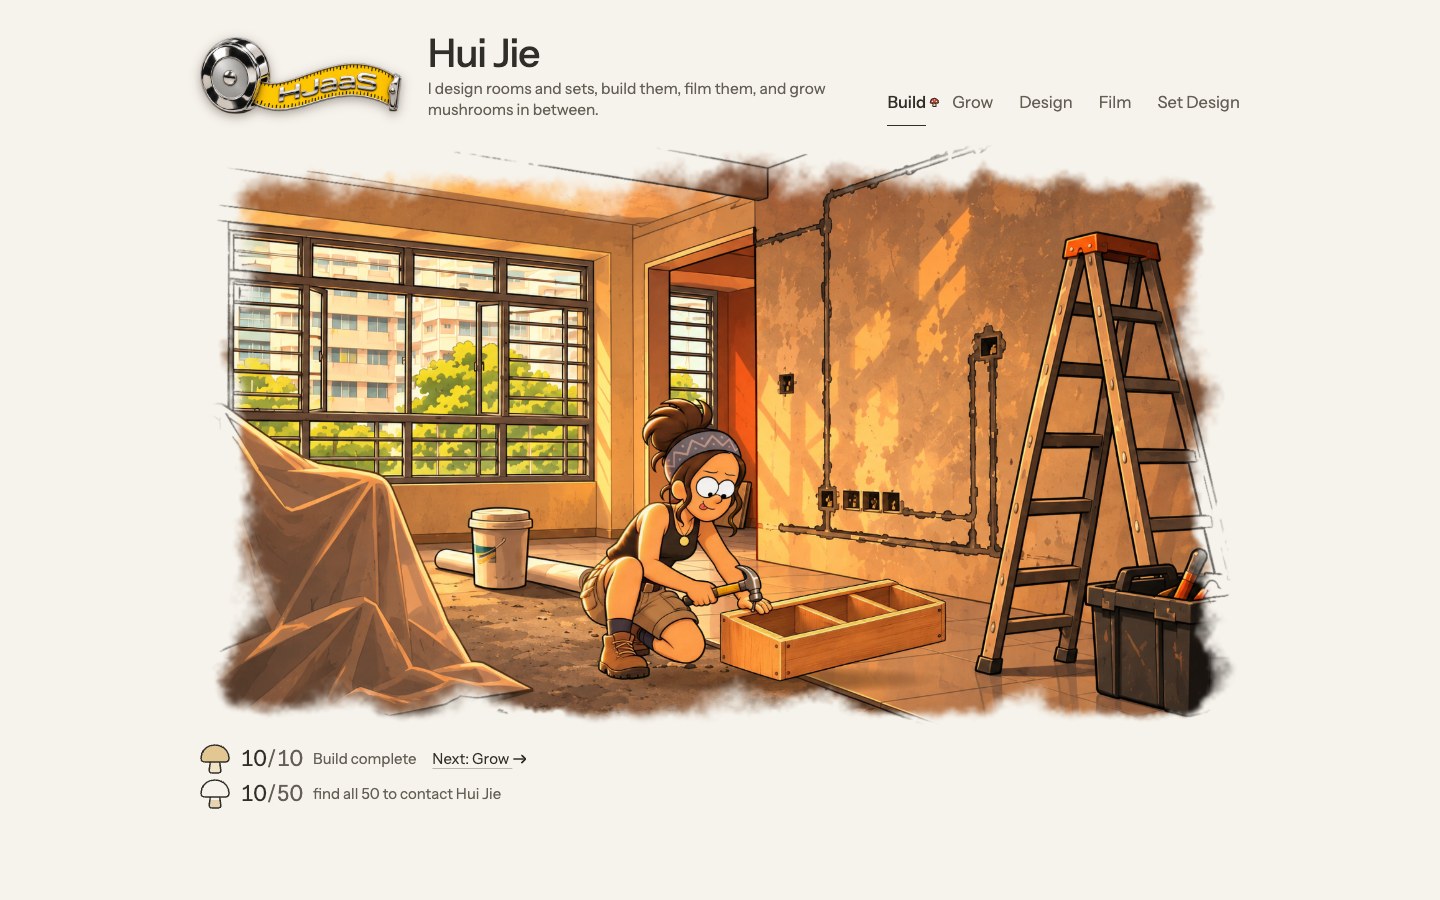 HJaaS
Hui Jie
I design rooms and sets, build them, film them, and grow
mushrooms in between.
Build Grow Design Film Set Design
10/10 Build complete Next: Grow →
10/50 find all 50 to contact Hui Jie